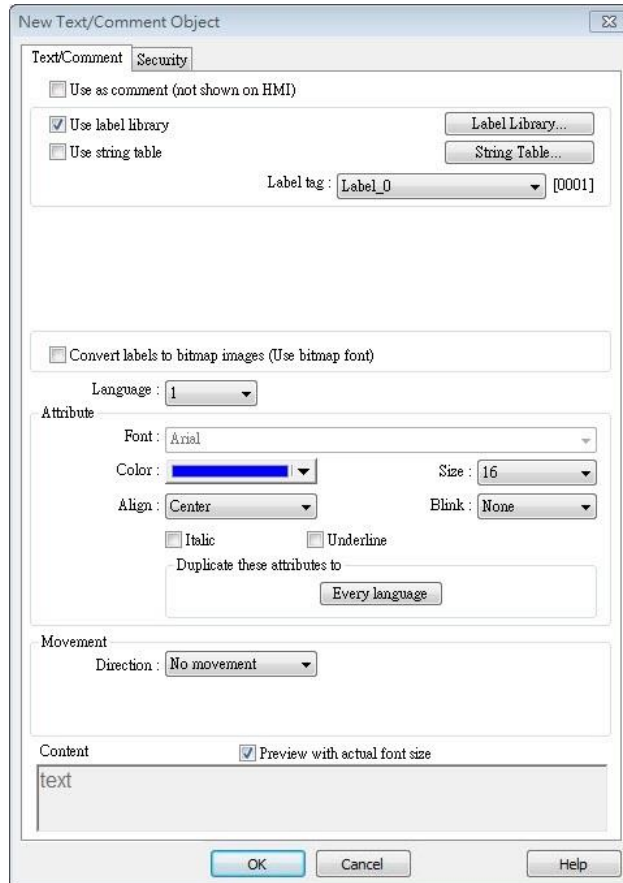 New Text/Comment Object
Text/Comment Security
Use as comment (not shown on HMI)
Use label library Label Library...
Use string table String Table...
Label tag : Label_0 [0001]
Convert labels to bitmap images (Use bitmap font)
Language : 1
Attribute
Font : Arial
Color : Size : 16
Align : Center Blink : None
Italic Underline
Duplicate these attributes to
Every language
Movement
Direction : No movement
Content Preview with actual font size
text
OK Cancel Help